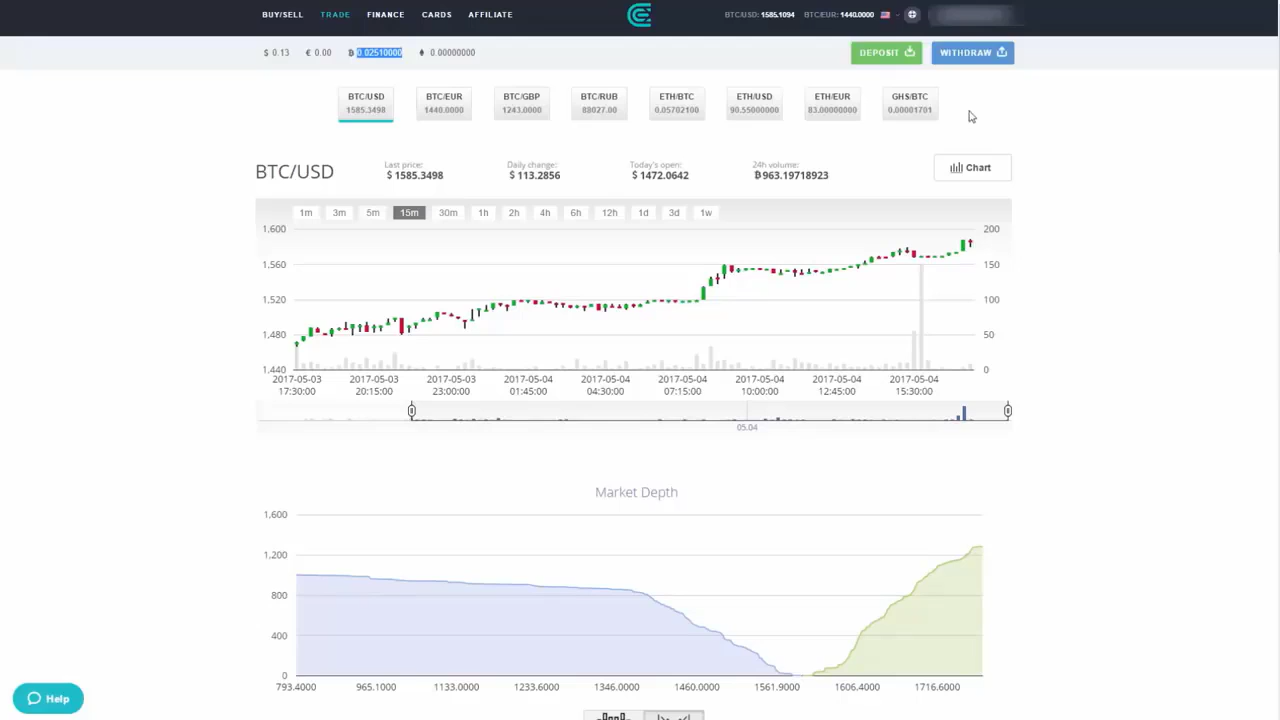 BUY/SELL TRADE FINANCE CARDS AFFILIATE BTC/USD: 1585.1094 BTC/EUR: 1440.0000
$ 0.13 € 0.00 ₿ 0.02510000 0.00000000 DEPOSIT WITHDRAW
BTC/USD BTC/EUR BTC/GBP BTC/RUB ETH/BTC ETH/USD ETH/EUR GHS/BTC
1585.3498 1440.0000 1243.0000 88027.00 0.05702100 90.55000000 83.00000000 0.00001701
Last price: Daily change: Today's open: 24h volume:
BTC/USD $ 1585.3498 $ 113.2856 $ 1472.0642 ₿963.19718923 Chart
1m 3m 5m 15m 30m 1h 2h 4h 6h 12h 1d 3d 1w
1,600 200
1,560 150
1,520 100
1,480 50
1,440 0
2017-05-03 2017-05-03 2017-05-03 2017-05-04 2017-05-04 2017-05-04 2017-05-04 2017-05-04 2017-05-04
17:30:00 20:15:00 23:00:00 01:45:00 04:30:00 07:15:00 10:00:00 12:45:00 15:30:00
05.04
Market Depth
1,600
1,200
800
400
0
793.4000 965.1000 1133.0000 1233.6000 1346.0000 1460.0000 1561.9000 1606.4000 1716.6000
Help